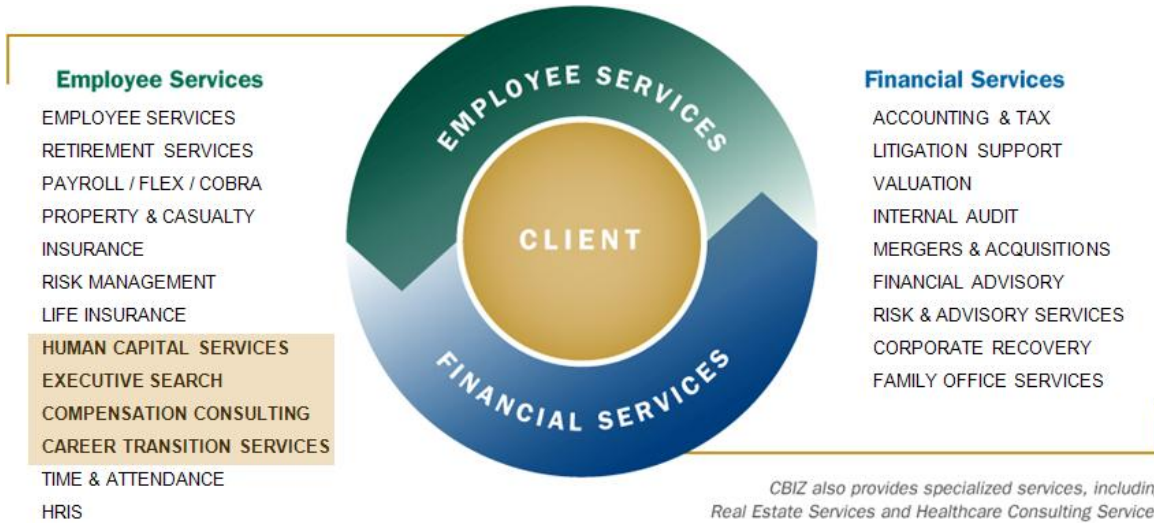 Employee Services
EMPLOYEE SERVICES
RETIREMENT SERVICES
PAYROLL / FLEX / COBRA
PROPERTY & CASUALTY
INSURANCE
RISK MANAGEMENT
LIFE INSURANCE
HUMAN CAPITAL SERVICES
EXECUTIVE SEARCH
COMPENSATION CONSULTING
CAREER TRANSITION SERVICES
TIME & ATTENDANCE
HRIS
EMPLOYEE SERVICES
CLIENT
FINANCIAL SERVICES
Financial Services
ACCOUNTING & TAX
LITIGATION SUPPORT
VALUATION
INTERNAL AUDIT
MERGERS & ACQUISITIONS
FINANCIAL ADVISORY
RISK & ADVISORY SERVICES
CORPORATE RECOVERY
FAMILY OFFICE SERVICES
CBIZ also provides specialized services, includin
Real Estate Services and Healthcare Consulting Service